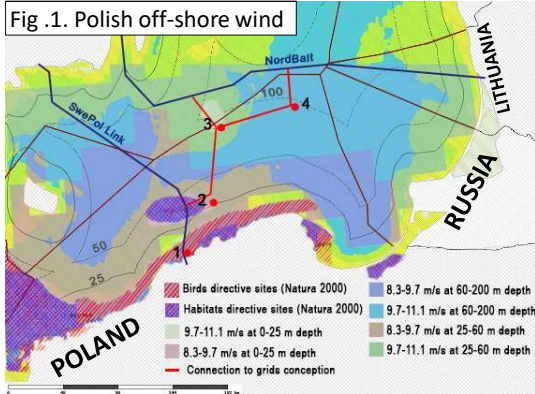 Fig .1. Polish off-shore wind
NordBalt
LITHUANIA
SwePol Link
100
4
3
RUSSIA
2
50
1
25
POLAND
Birds directive sites (Natura 2000)
Habitats directive sites (Natura 2000)
9.7-11.1 m/s at 0-25 m depth
8.3-9.7 m/s at 0-25 m depth
Connection to grids conception
8.3-9.7 m/s at 60-200 m depth
9.7-11.1 m/s at 60-200 m depth
8.3-9.7 m/s at 25-60 m depth
9.7-11.1 m/s at 25-60 m depth